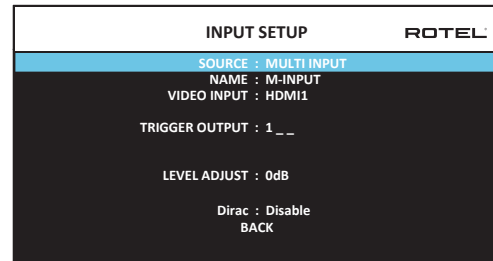 INPUT SETUP ROTEL
SOURCE : MULTI INPUT
NAME : M-INPUT
VIDEO INPUT : HDMI1
TRIGGER OUTPUT : 1 _ _
LEVEL ADJUST : 0dB
Dirac : Disable
BACK